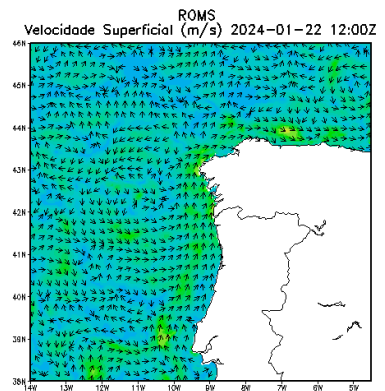 ROMS
Velocidade Superficial (m/s) 2024-01-22 12:00Z
46N
45N
44N
43N
42N
41N
40N
39N
38N
14W 13W 12W 11W 10W 9W 8W 7W 6W 5W